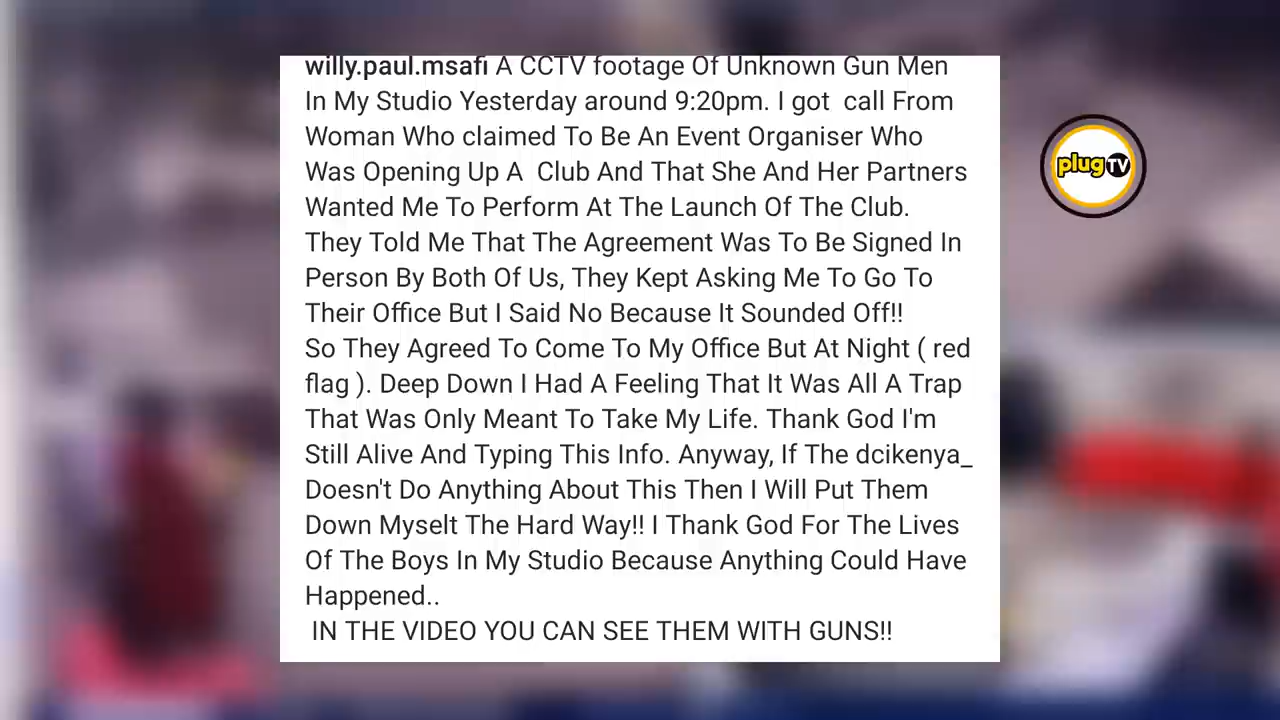 willy.paul.msafi A CCTV footage Of Unknown Gun Men
In My Studio Yesterday around 9:20pm. I got call From
Woman Who claimed To Be An Event Organiser Who
Was Opening Up A Club And That She And Her Partners
Wanted Me To Perform At The Launch Of The Club.
They Told Me That The Agreement Was To Be Signed In
Person By Both Of Us, They Kept Asking Me To Go To
Their Office But I Said No Because It Sounded Off!!
So They Agreed To Come To My Office But At Night ( red
flag ). Deep Down I Had A Feeling That It Was All A Trap
That Was Only Meant To Take My Life. Thank God I'm
Still Alive And Typing This Info. Anyway, If The dcikenya_
Doesn't Do Anything About This Then I Will Put Them
Down Myselt The Hard Way!! I Thank God For The Lives
Of The Boys In My Studio Because Anything Could Have
Happened..
IN THE VIDEO YOU CAN SEE THEM WITH GUNS!!
plug TV